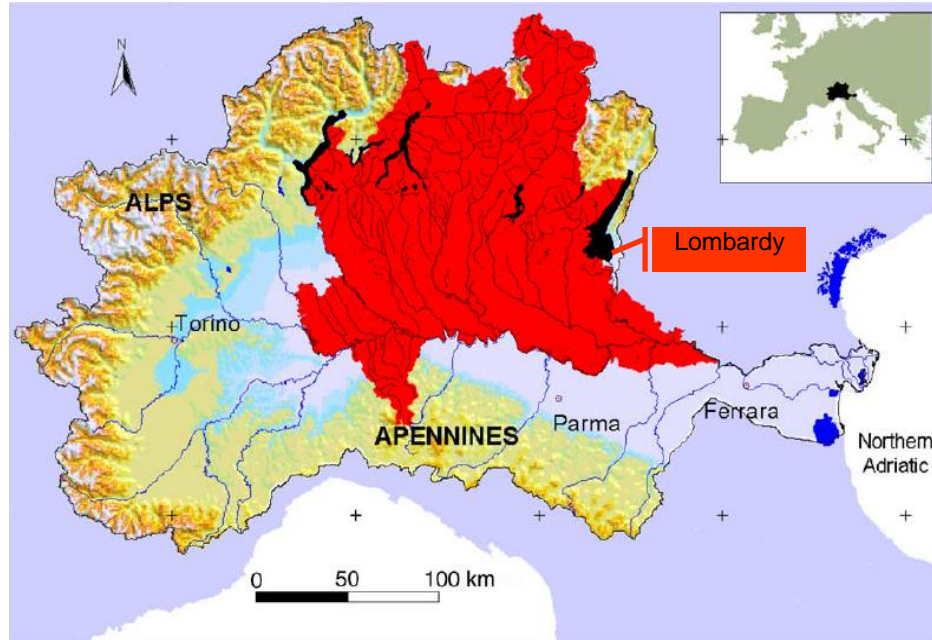 N
ALPS
Lombardy
Torino
Parma
Ferrara
APENNINES
Northern
Adriatic
0 50 100 km